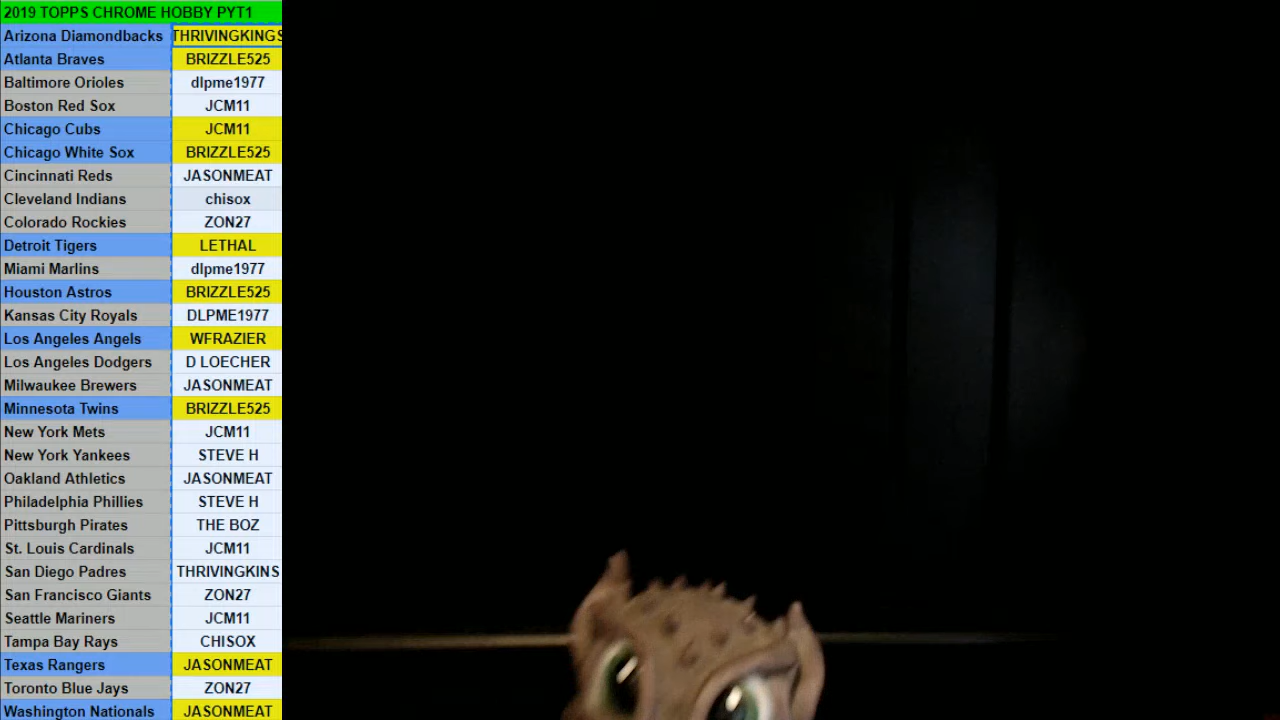 2019 TOPPS CHROME HOBBY PYT1
Arizona Diamondbacks THRIVINGKINGS
Atlanta Braves BRIZZLE525
Baltimore Orioles dlpme1977
Boston Red Sox JCM11
Chicago Cubs JCM11
Chicago White Sox BRIZZLE525
Cincinnati Reds JASONMEAT
Cleveland Indians chisox
Colorado Rockies ZON27
Detroit Tigers LETHAL
Miami Marlins dlpme1977
Houston Astros BRIZZLE525
Kansas City Royals DLPME1977
Los Angeles Angels WFRAZIER
Los Angeles Dodgers D LOECHER
Milwaukee Brewers JASONMEAT
Minnesota Twins BRIZZLE525
New York Mets JCM11
New York Yankees STEVE H
Oakland Athletics JASONMEAT
Philadelphia Phillies STEVE H
Pittsburgh Pirates THE BOZ
St. Louis Cardinals JCM11
San Diego Padres THRIVINGKINS
San Francisco Giants ZON27
Seattle Mariners JCM11
Tampa Bay Rays CHISOX
Texas Rangers JASONMEAT
Toronto Blue Jays ZON27
Washington Nationals JASONMEAT